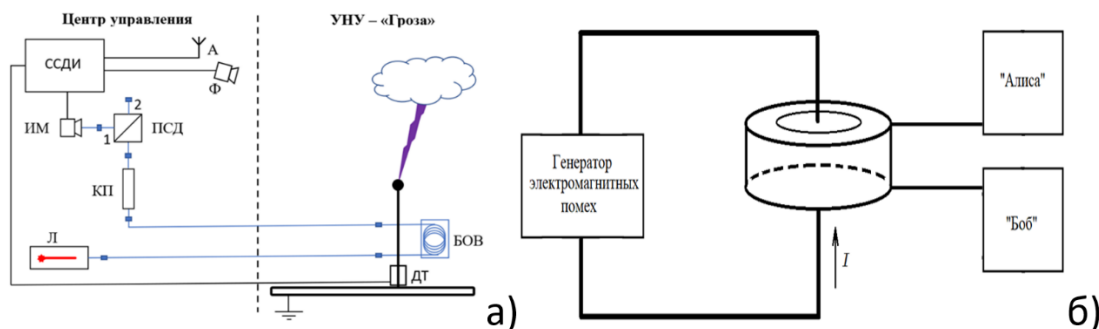 Центр управления
УНУ – «Гроза»
ССДИ
А
Ф
ИМ
1
2
ПСД
КП
Л
БОВ
ДТ
а)
Генератор
электромагнитных
помех
I
"Алиса"
"Боб"
б)